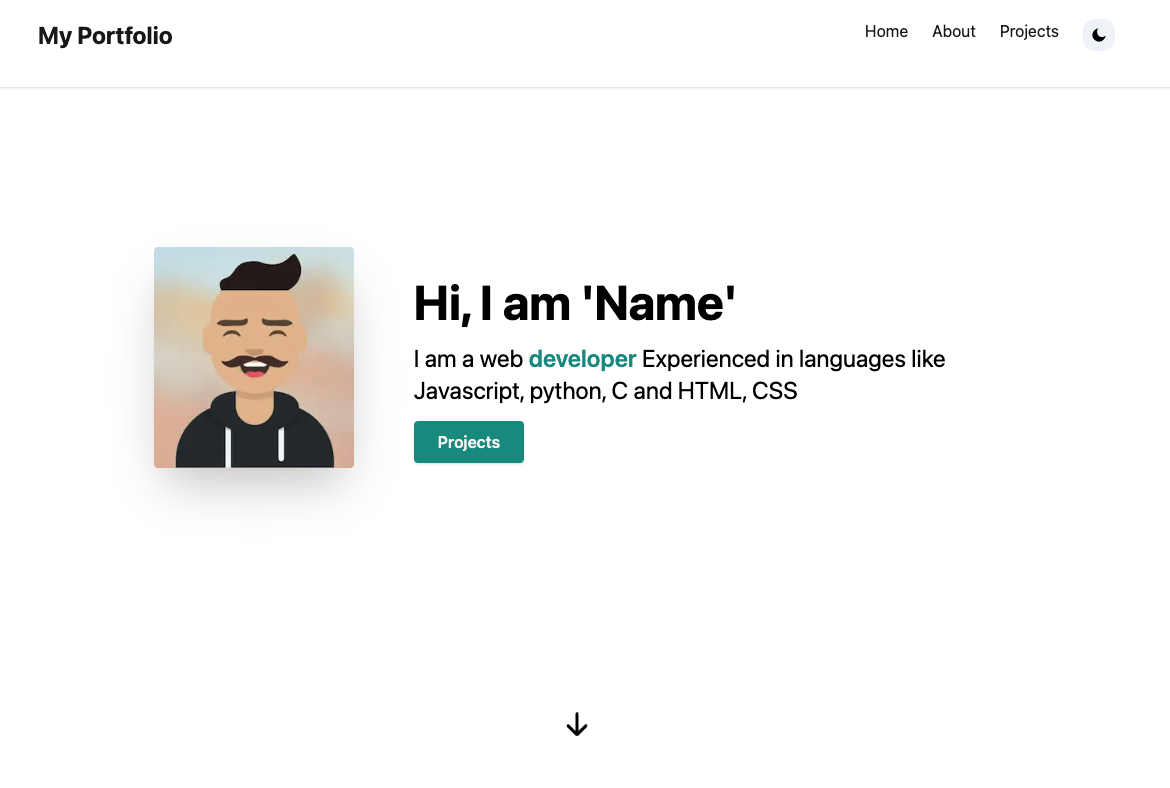 My Portfolio
Home About Projects
Hi, I am 'Name'
I am a web developer Experienced in languages like
Javascript, python, C and HTML, CSS
Projects